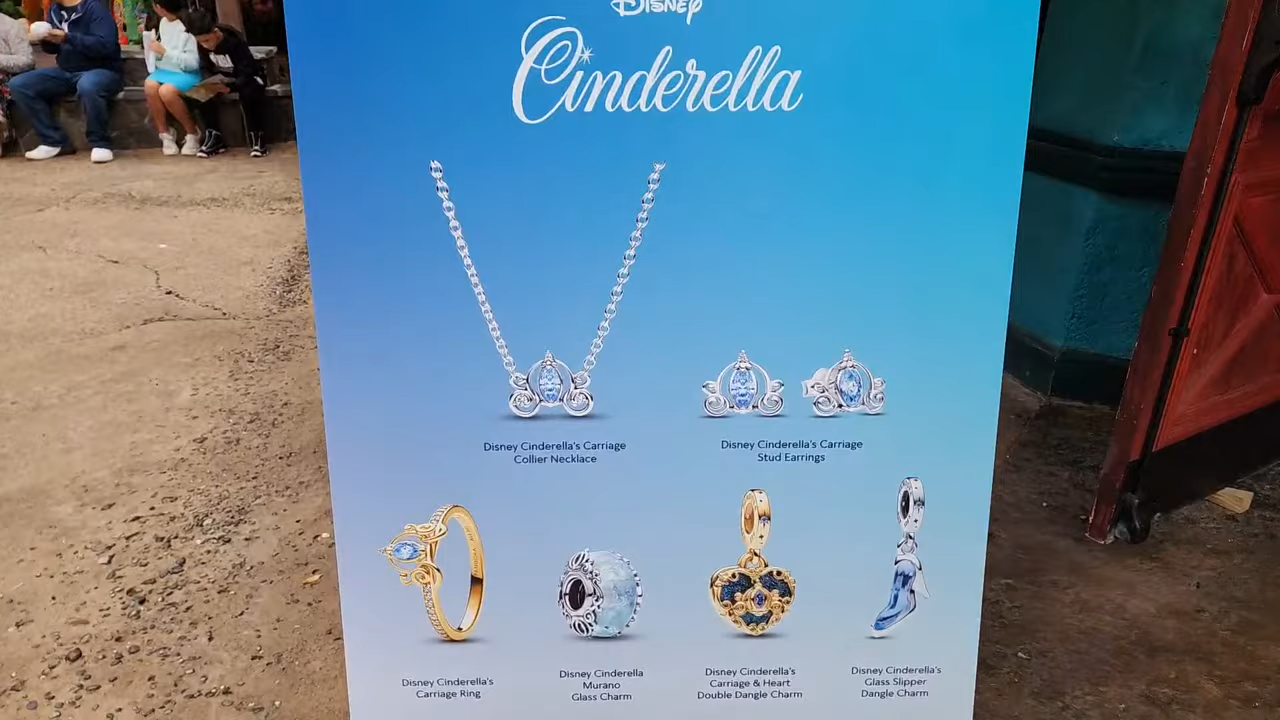 Disney
Cinderella
Disney Cinderella's Carriage
Collier Necklace
Disney Cinderella's Carriage
Stud Earrings
Disney Cinderella's
Carriage Ring
Disney Cinderella
Murano
Glass Charm
Disney Cinderella's
Carriage & Heart
Double Dangle Charm
Disney Cinderella's
Glass Slipper
Dangle Charm